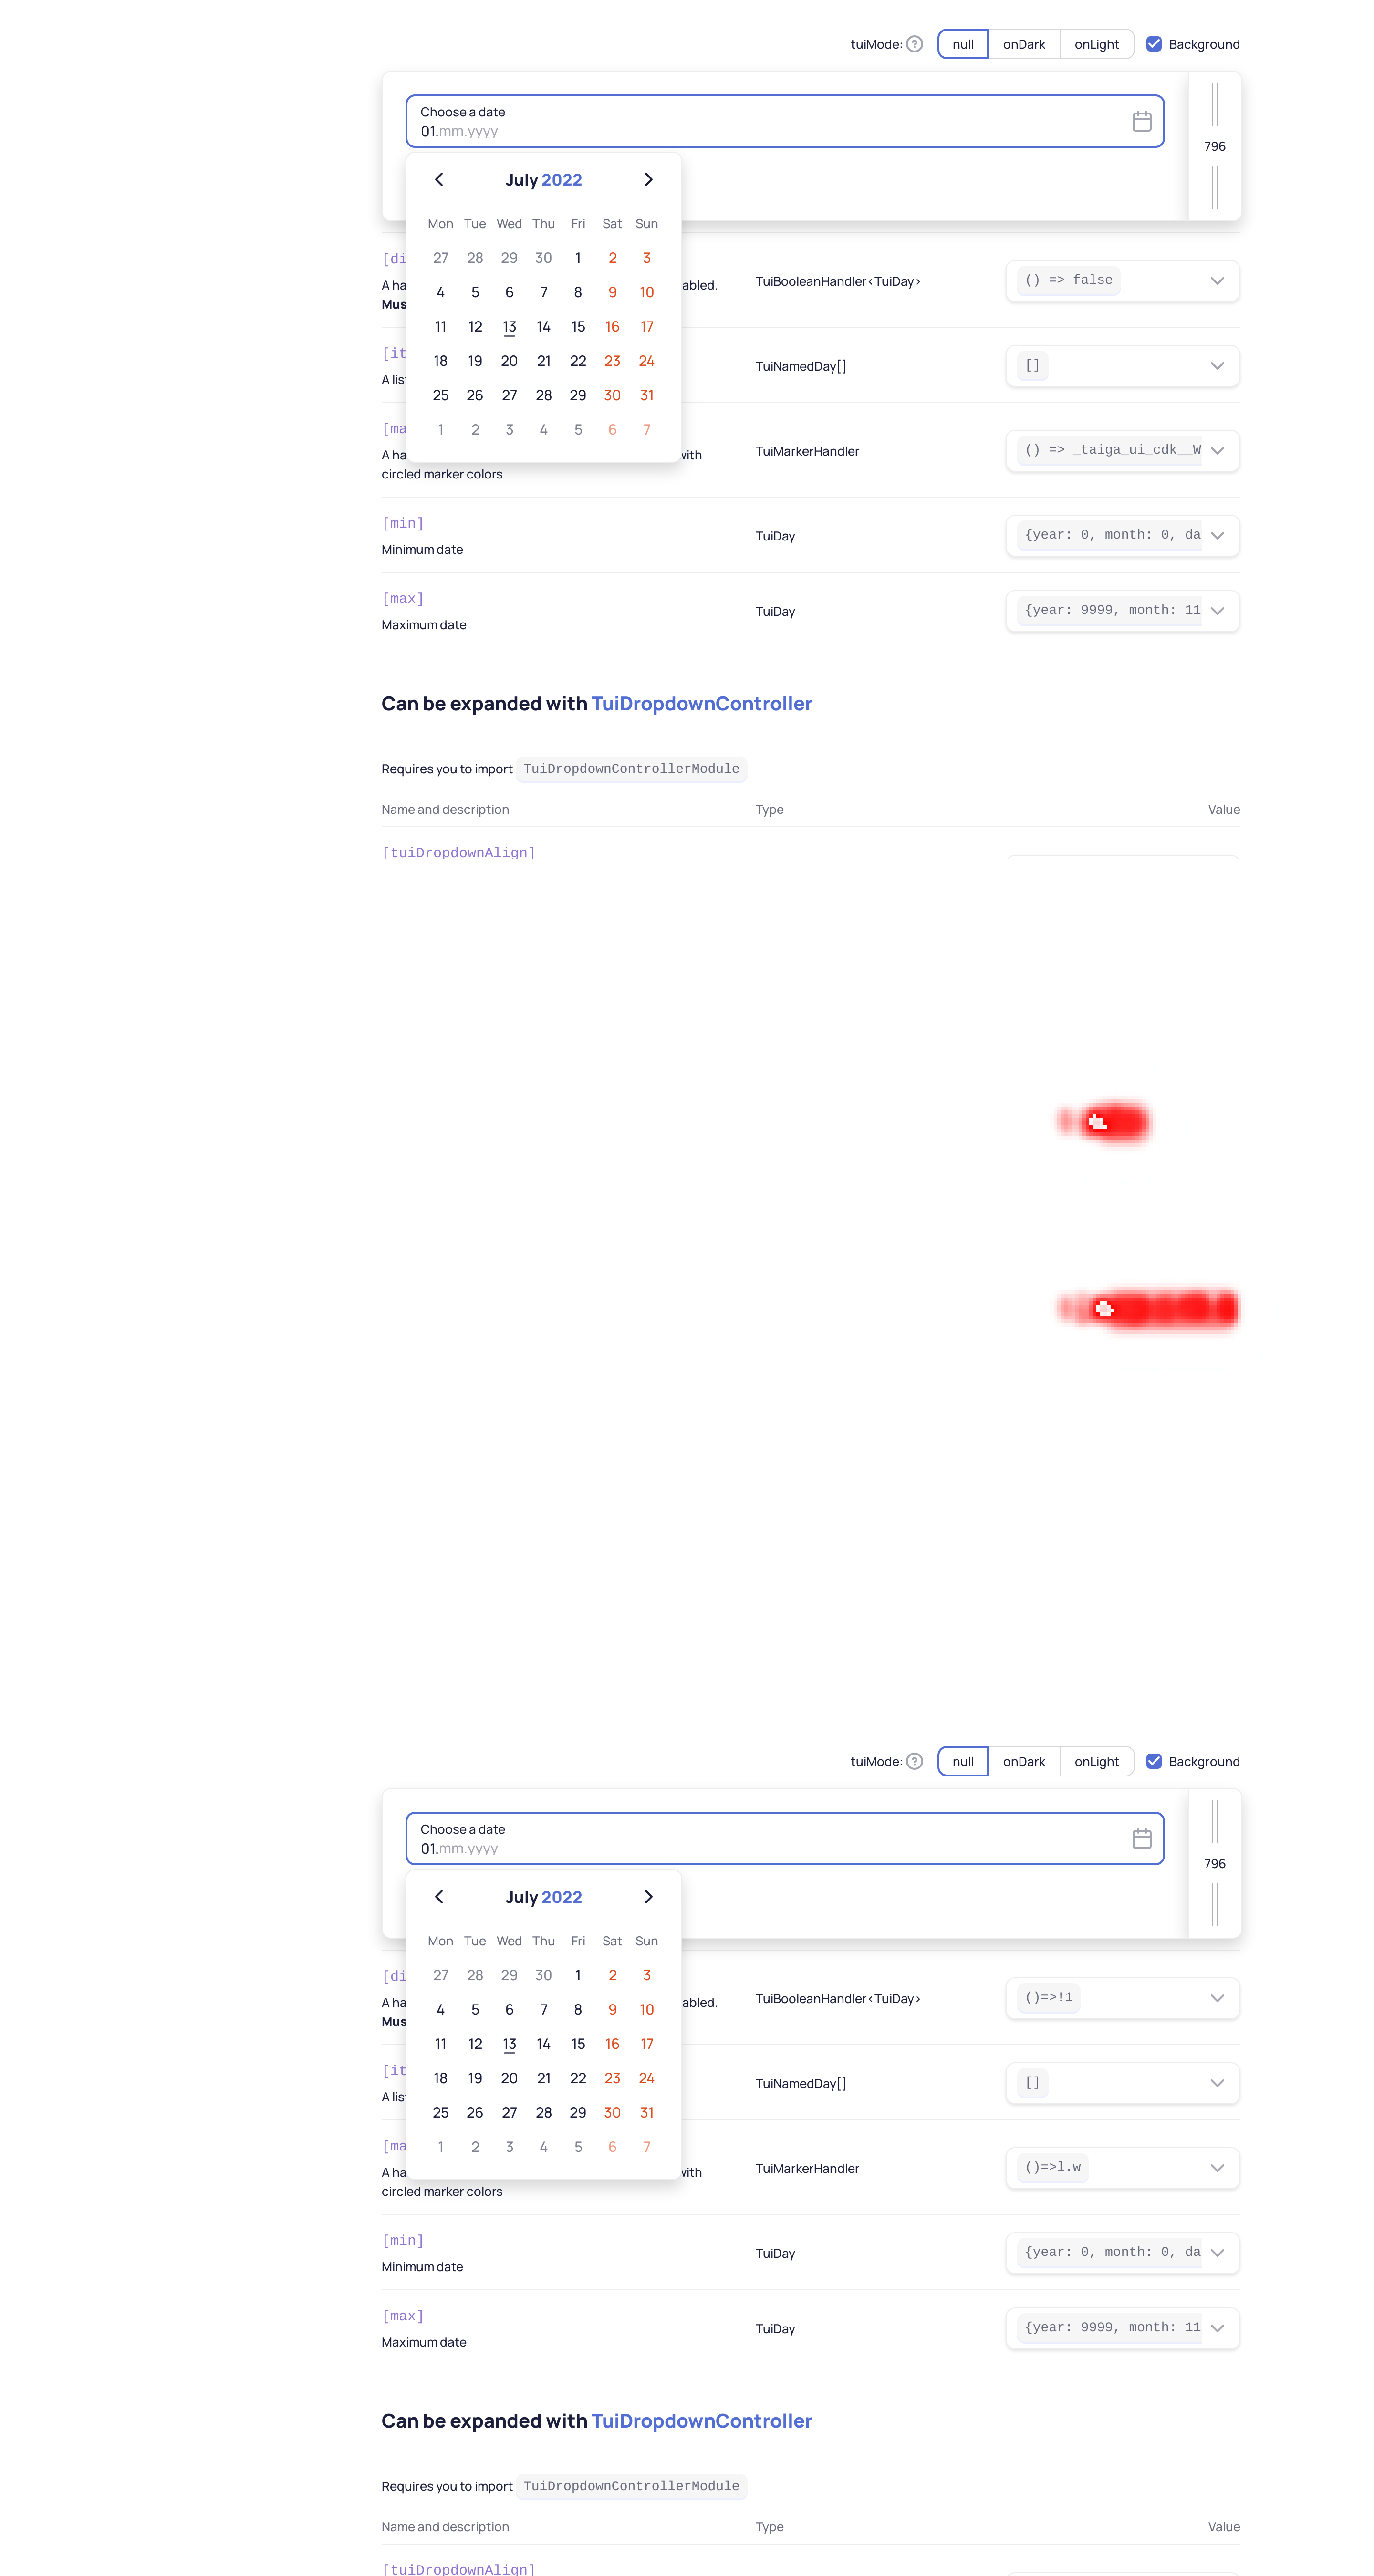 tuiMode: ? null onDark onLight Background
Choose a date
01.mm.yyyy
796
July 2022
Mon Tue Wed Thu Fri Sat Sun
27 28 29 30 1 2 3
4 5 6 7 8 9 10
11 12 13 14 15 16 17
18 19 20 21 22 23 24
25 26 27 28 29 30 31
1 2 3 4 5 6 7
[di
A ha abled.
Mus
TuiBooleanHandler<TuiDay>
() => false
[it
A lis
TuiNamedDay[]
[]
[ma
A ha with
circled marker colors
TuiMarkerHandler
() => _taiga_ui_cdk__W
[min]
Minimum date
TuiDay
{year: 0, month: 0, da
[max]
Maximum date
TuiDay
{year: 9999, month: 11
Can be expanded with TuiDropdownController
Requires you to import TuiDropdownControllerModule
Name and description Type Value
[tuiDropdownAlign]
tuiMode: ? null onDark onLight Background
Choose a date
01.mm.yyyy
796
July 2022
Mon Tue Wed Thu Fri Sat Sun
27 28 29 30 1 2 3
4 5 6 7 8 9 10
11 12 13 14 15 16 17
18 19 20 21 22 23 24
25 26 27 28 29 30 31
1 2 3 4 5 6 7
[di
A ha abled.
Mus
TuiBooleanHandler<TuiDay>
()=>!1
[it
A lis
TuiNamedDay[]
[]
[ma
A ha with
circled marker colors
TuiMarkerHandler
()=>l.w
[min]
Minimum date
TuiDay
{year: 0, month: 0, da
[max]
Maximum date
TuiDay
{year: 9999, month: 11
Can be expanded with TuiDropdownController
Requires you to import TuiDropdownControllerModule
Name and description Type Value
[tuiDropdownAlign]